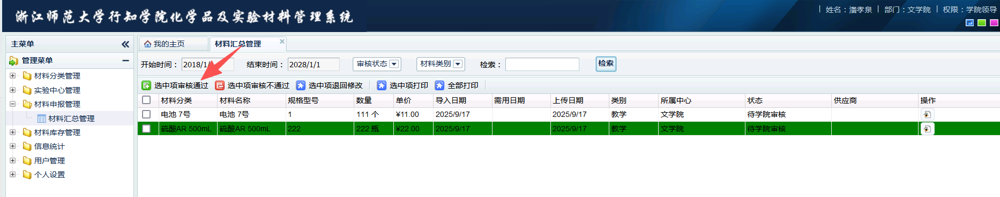 浙江师范大学行知学院化学品及实验材料管理系统
姓名：潘孝泉 部门：文学院 权限：学院领导
主菜单
我的主页 材料汇总管理
管理菜单
材料分类管理
实验中心管理
材料申报管理
材料汇总管理
材料库存管理
信息统计
用户管理
个人设置
开始时间： 2018/1/ 结束时间： 2028/1/1 审核状态 材料类别 检索： 检索
选中项审核通过 选中项审核不通过 选中项退回修改 选中项打印 全部打印
材料分类 材料名称 规格型号 数量 单价 导入日期 需用日期 上传日期 类别 所属中心 状态 供应商 操作
电池 7号 电池 7号 1 111 个 ¥11.00 2025/9/17 2025/9/17 教学 文学院 待学院审核
硫酸AR 500mL 硫酸AR 500mL 222 222 瓶 ¥22.00 2025/9/17 2025/9/17 教学 文学院 待学院审核